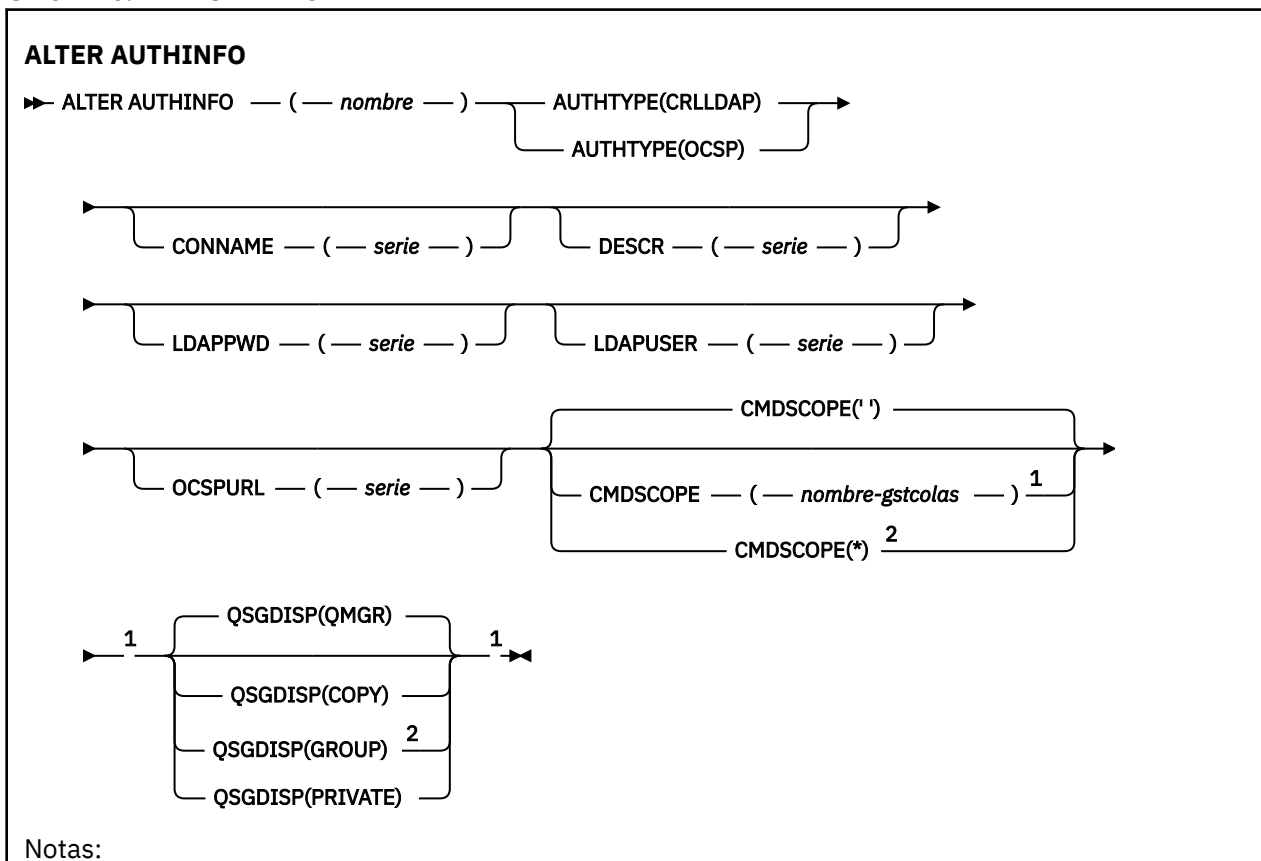 ALTER AUTHINFO
ALTER AUTHINFO ( nombre ) AUTHTYPE(CRLLDAP)
AUTHTYPE(OCSP)
CONNAME ( serie ) DESCR ( serie )
LDAPPWD ( serie ) LDAPUSER ( serie )
CMDSCOPE(' ')
OCSPURL ( serie ) CMDSCOPE ( nombre-gstcolas ) 1
CMDSCOPE(*) 2
QSGDISP(QMGR)
1 1
QSGDISP(COPY)
QSGDISP(GROUP) 2
QSGDISP(PRIVATE)
Notas: